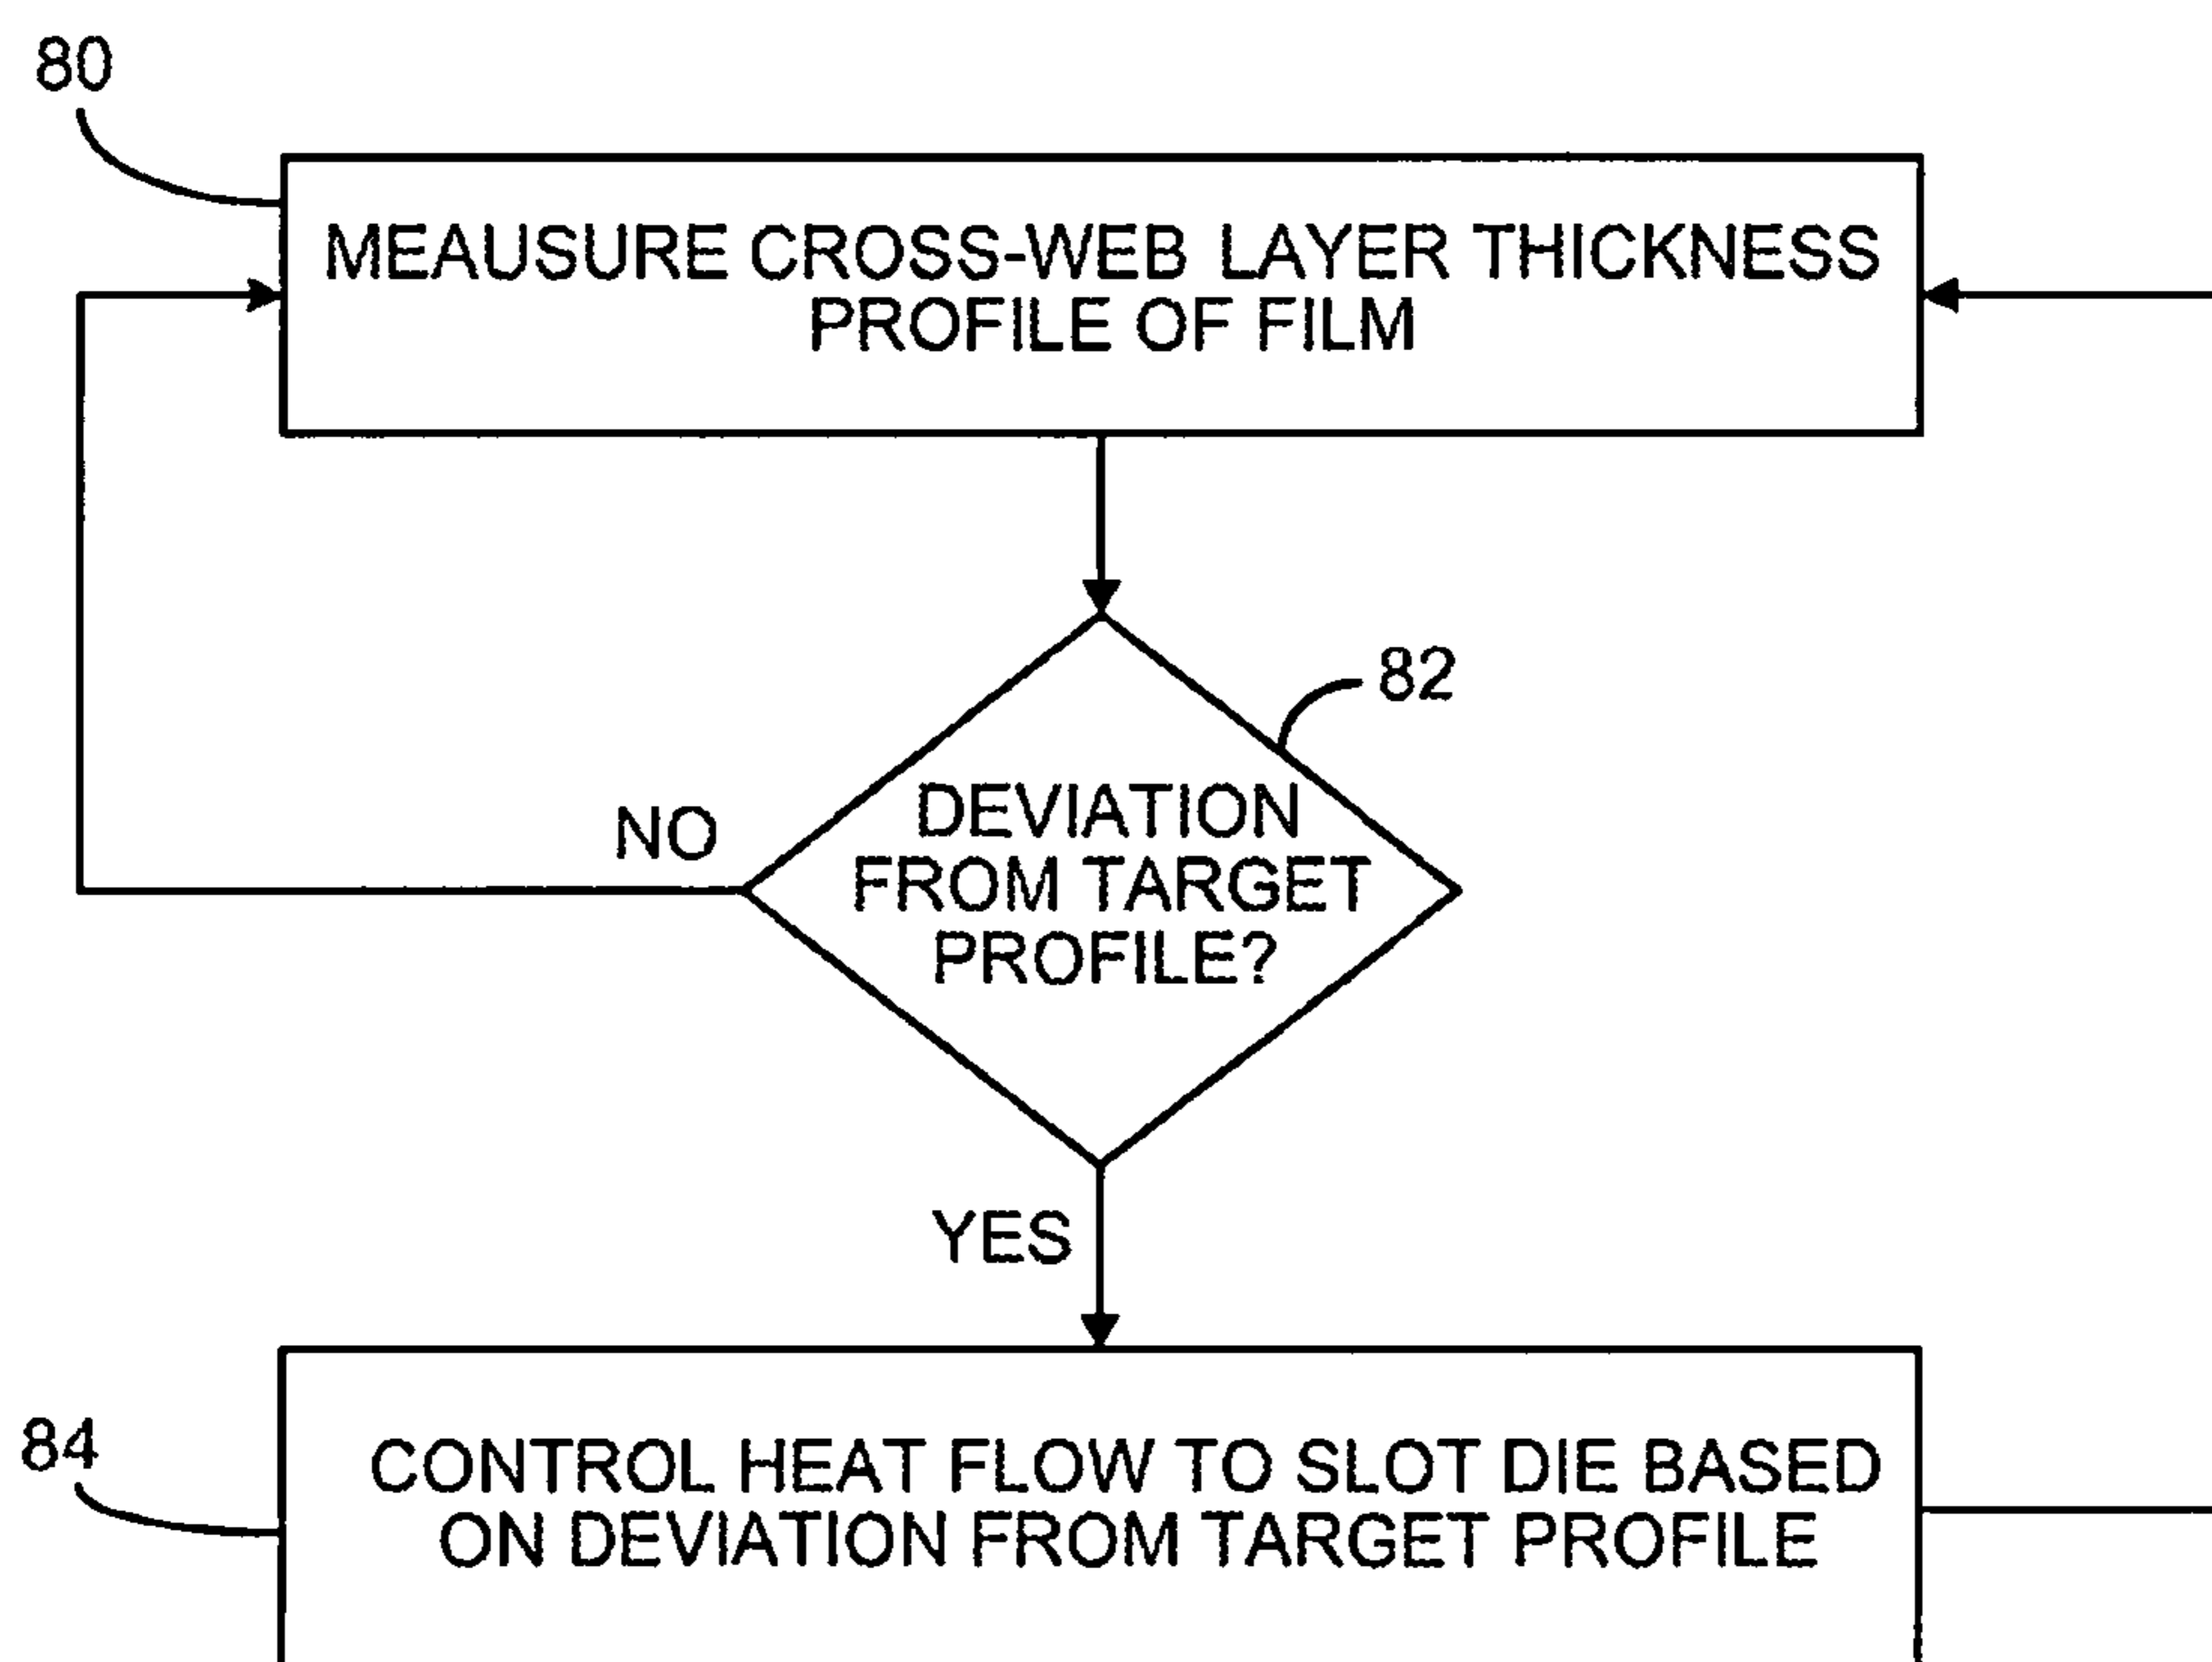 80
MEAUSURE CROSS-WEB LAYER THICKNESS
PROFILE OF FILM
82
DEVIATION
FROM TARGET
PROFILE?
NO
YES
84
CONTROL HEAT FLOW TO SLOT DIE BASED
ON DEVIATION FROM TARGET PROFILE